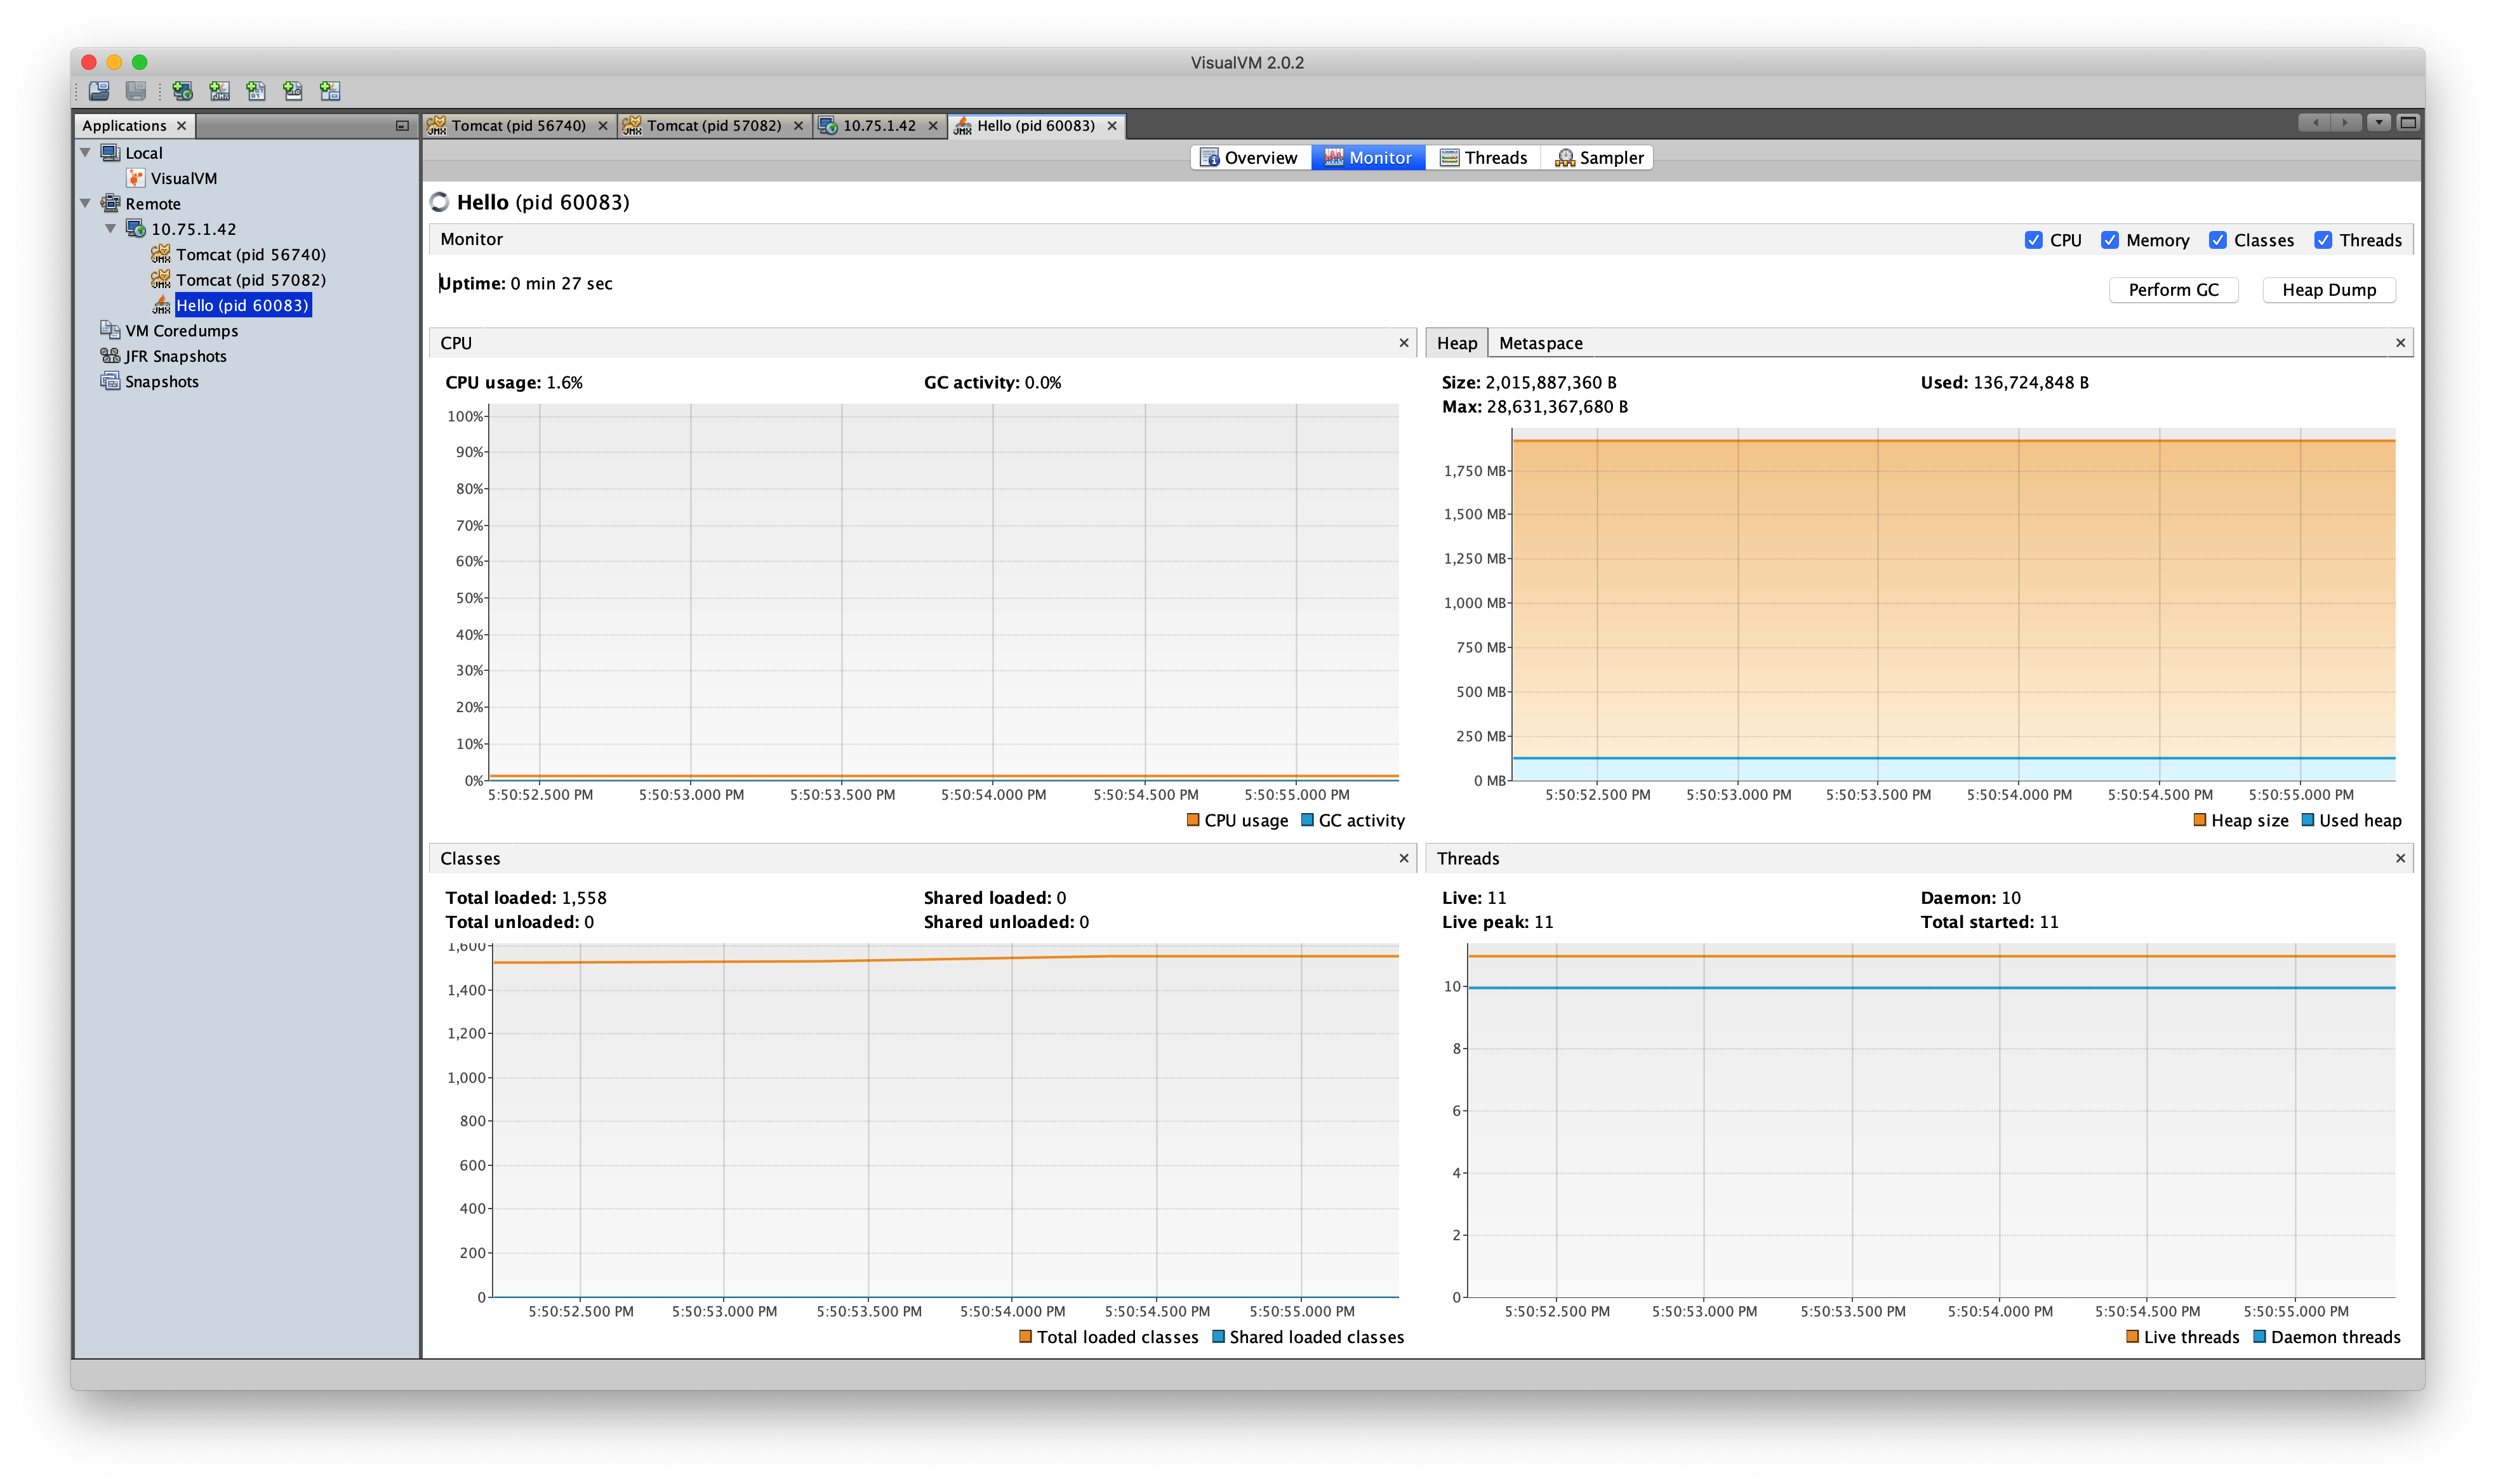 VisualVM 2.0.2
Applications
Tomcat (pid 56740)
Tomcat (pid 57082)
10.75.1.42
Hello (pid 60083)
Local
VisualVM
Remote
10.75.1.42
Tomcat (pid 56740)
Tomcat (pid 57082)
Hello (pid 60083)
VM Coredumps
JFR Snapshots
Snapshots
Overview
Monitor
Threads
Sampler
Hello (pid 60083)
Monitor
CPU
Memory
Classes
Threads
Uptime: 0 min 27 sec
Perform GC
Heap Dump
CPU
CPU usage: 1.6%
GC activity: 0.0%
100%
90%
80%
70%
60%
50%
40%
30%
20%
10%
0%
5:50:52.500 PM
5:50:53.000 PM
5:50:53.500 PM
5:50:54.000 PM
5:50:54.500 PM
5:50:55.000 PM
CPU usage
GC activity
Heap
Metaspace
Size: 2,015,887,360 B
Used: 136,724,848 B
Max: 28,631,367,680 B
1,750 MB
1,500 MB
1,250 MB
1,000 MB
750 MB
500 MB
250 MB
0 MB
5:50:52.500 PM
5:50:53.000 PM
5:50:53.500 PM
5:50:54.000 PM
5:50:54.500 PM
5:50:55.000 PM
Heap size
Used heap
Classes
Total loaded: 1,558
Shared loaded: 0
Total unloaded: 0
Shared unloaded: 0
1,600
1,400
1,200
1,000
800
600
400
200
0
5:50:52.500 PM
5:50:53.000 PM
5:50:53.500 PM
5:50:54.000 PM
5:50:54.500 PM
5:50:55.000 PM
Total loaded classes
Shared loaded classes
Threads
Live: 11
Daemon: 10
Live peak: 11
Total started: 11
10
8
6
4
2
0
5:50:52.500 PM
5:50:53.000 PM
5:50:53.500 PM
5:50:54.000 PM
5:50:54.500 PM
5:50:55.000 PM
Live threads
Daemon threads